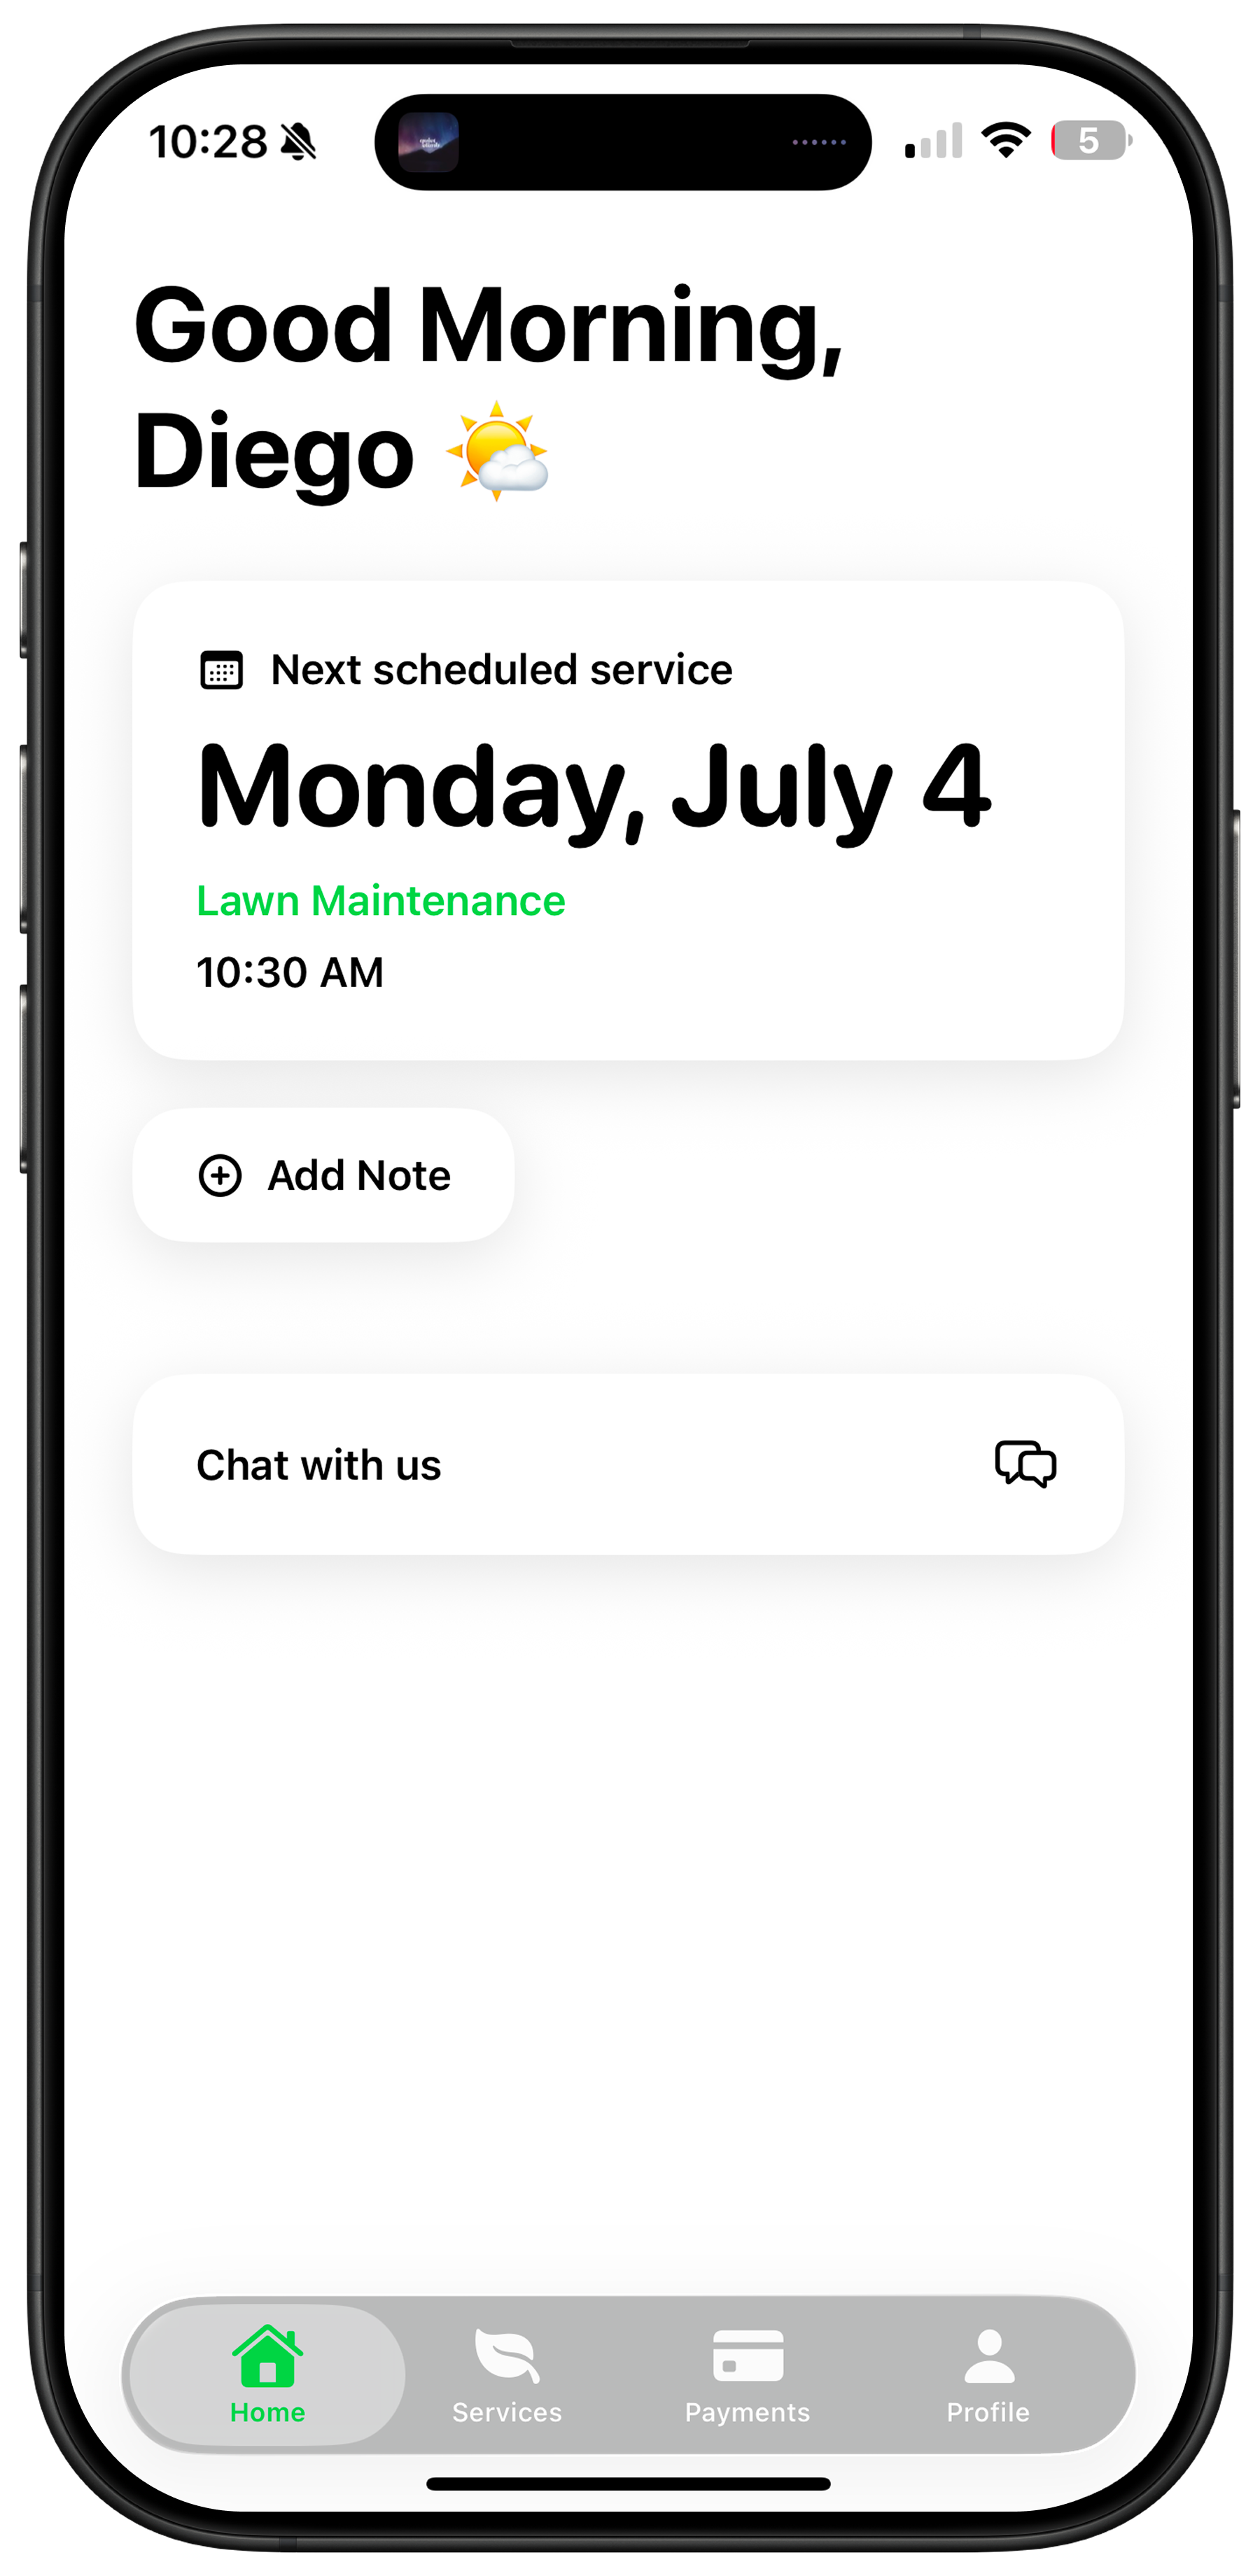 10:28
5
Good Morning,
Diego 🌤️
Next scheduled service
Monday, July 4
Lawn Maintenance
10:30 AM
Add Note
Chat with us
Home Services Payments Profile